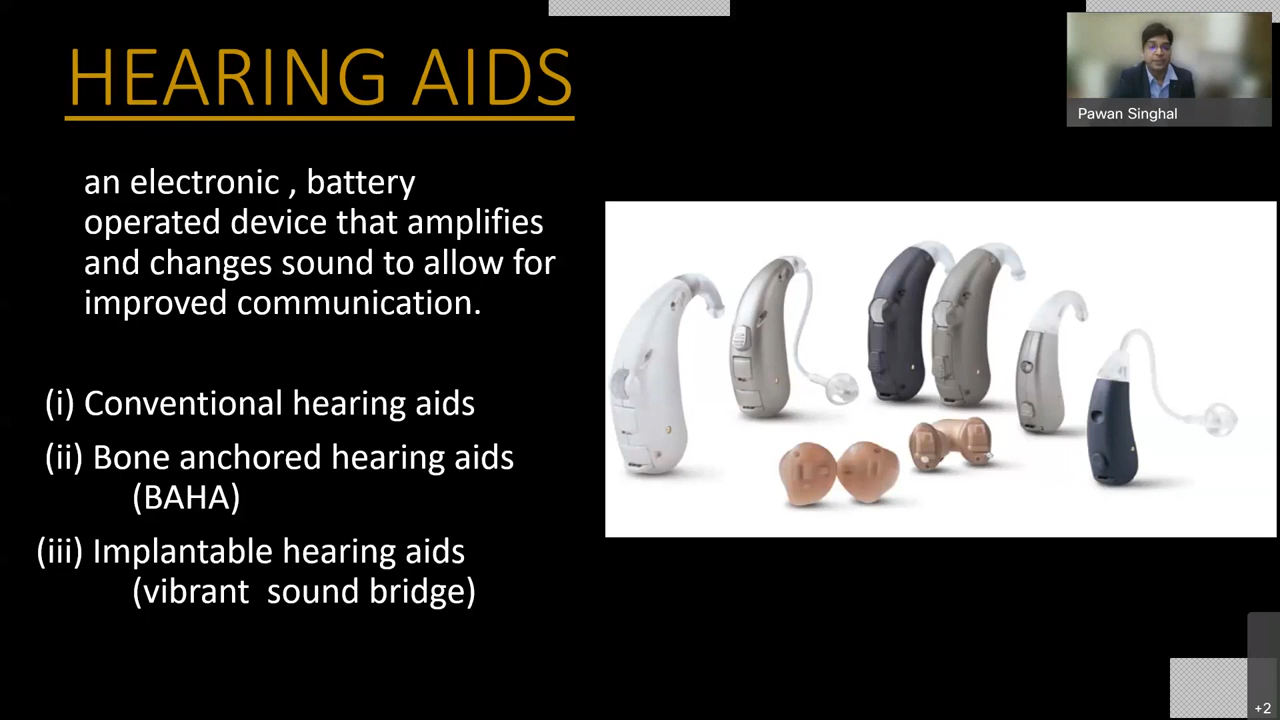 HEARING AIDS
an electronic , battery
operated device that amplifies
and changes sound to allow for
improved communication.
(i) Conventional hearing aids
(ii) Bone anchored hearing aids
(BAHA)
(iii) Implantable hearing aids
(vibrant sound bridge)
Pawan Singhal
+2